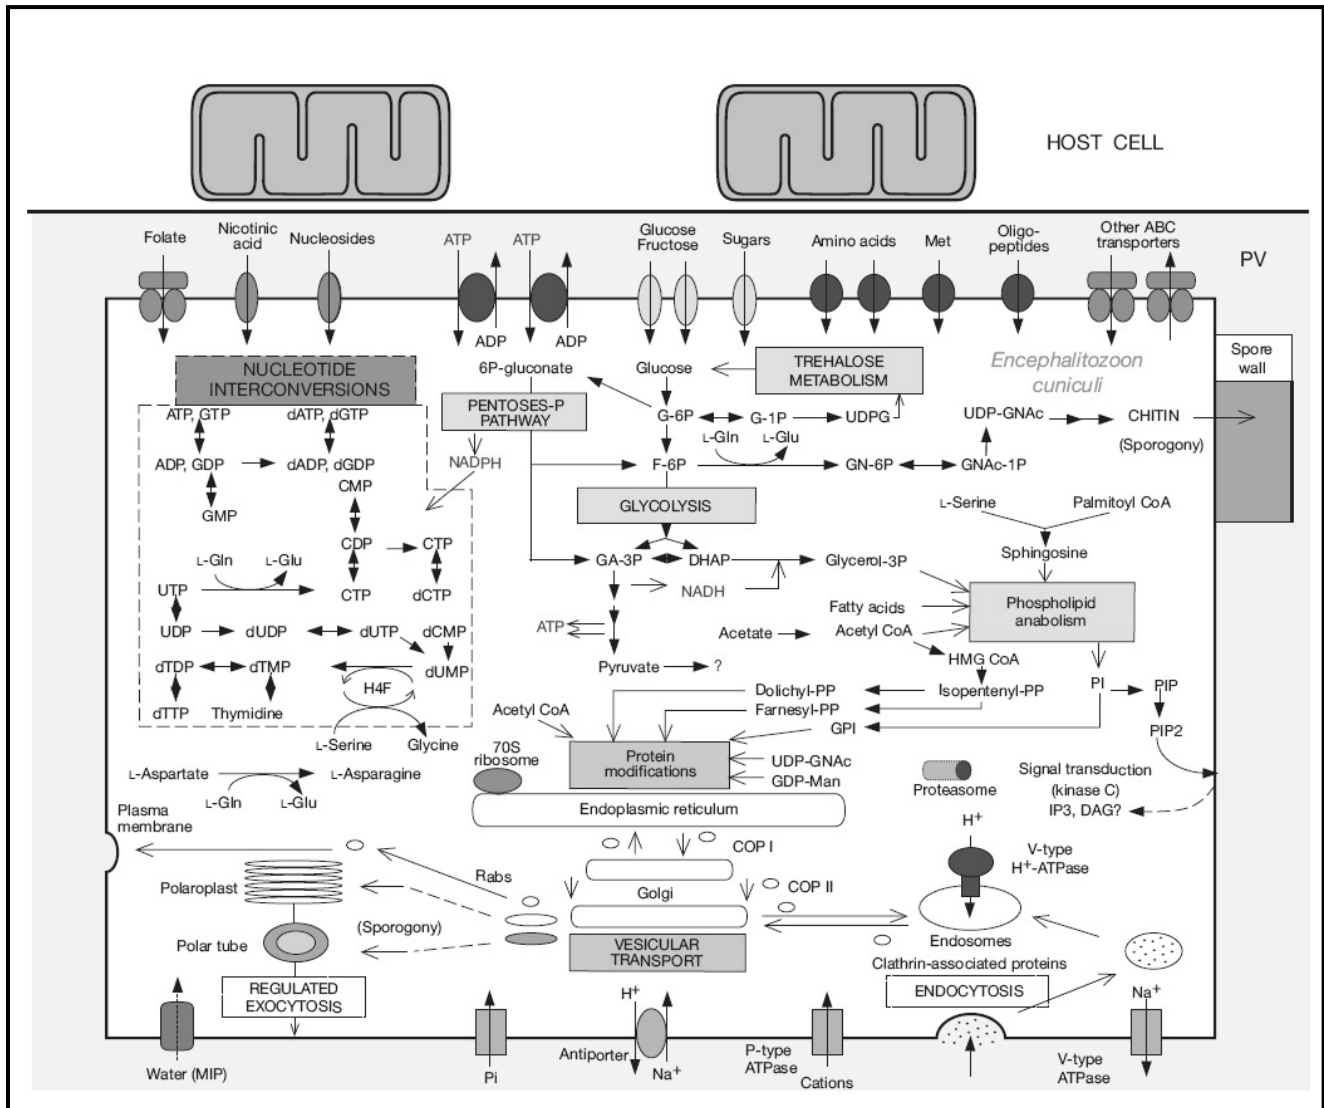 HOST CELL
PV
Folate
Nicotinic
acid
Nucleosides
ATP
ATP
Glucose
Fructose
Sugars
Amino acids
Met
Oligo-
peptides
Other ABC
transporters
ADP
ADP
NUCLEOTIDE
INTERCONVERSIONS
6P-gluconate
Glucose
TREHALOSE
METABOLISM
Encephalitozoon
cuniculi
Spore
wall
ATP, GTP
dATP, dGTP
PENTOSES-P
PATHWAY
G-6P
G-1P
UDPG
UDP-GNAc
CHITIN
(Sporogony)
L-Gln
L-Glu
ADP, GDP
dADP, dGDP
NADPH
F-6P
GN-6P
GNAc-1P
CMP
GMP
GLYCOLYSIS
L-Serine
Palmitoyl CoA
L-Gln
L-Glu
CDP
CTP
GA-3P
DHAP
Glycerol-3P
Sphingosine
UTP
CTP
dCTP
NADH
Phospholipid
anabolism
Fatty acids
UDP
dUDP
dUTP
dCMP
ATP
Acetate
Acetyl CoA
dTDP
dTMP
dUMP
Pyruvate
?
HMG CoA
H4F
PI
PIP
Dolichyl-PP
Isopentenyl-PP
dTTP
Thymidine
Acetyl CoA
Farnesyl-PP
GPI
PIP2
L-Serine
Glycine
70S
ribosome
Protein
modifications
UDP-GNAc
GDP-Man
L-Aspartate
L-Asparagine
L-Gln
L-Glu
Proteasome
Signal transduction
(kinase C)
IP3, DAG?
Plasma
membrane
Endoplasmic reticulum
H+
COP I
V-type
H+-ATPase
Polaroplast
Rabs
Golgi
COP II
(Sporogony)
Polar tube
VESICULAR
TRANSPORT
Endosomes
Clathrin-associated proteins
REGULATED
EXOCYTOSIS
ENDOCYTOSIS
H+
Na+
Water (MIP)
Pi
Antiporter
Na+
P-type
ATPase
Cations
V-type
ATPase